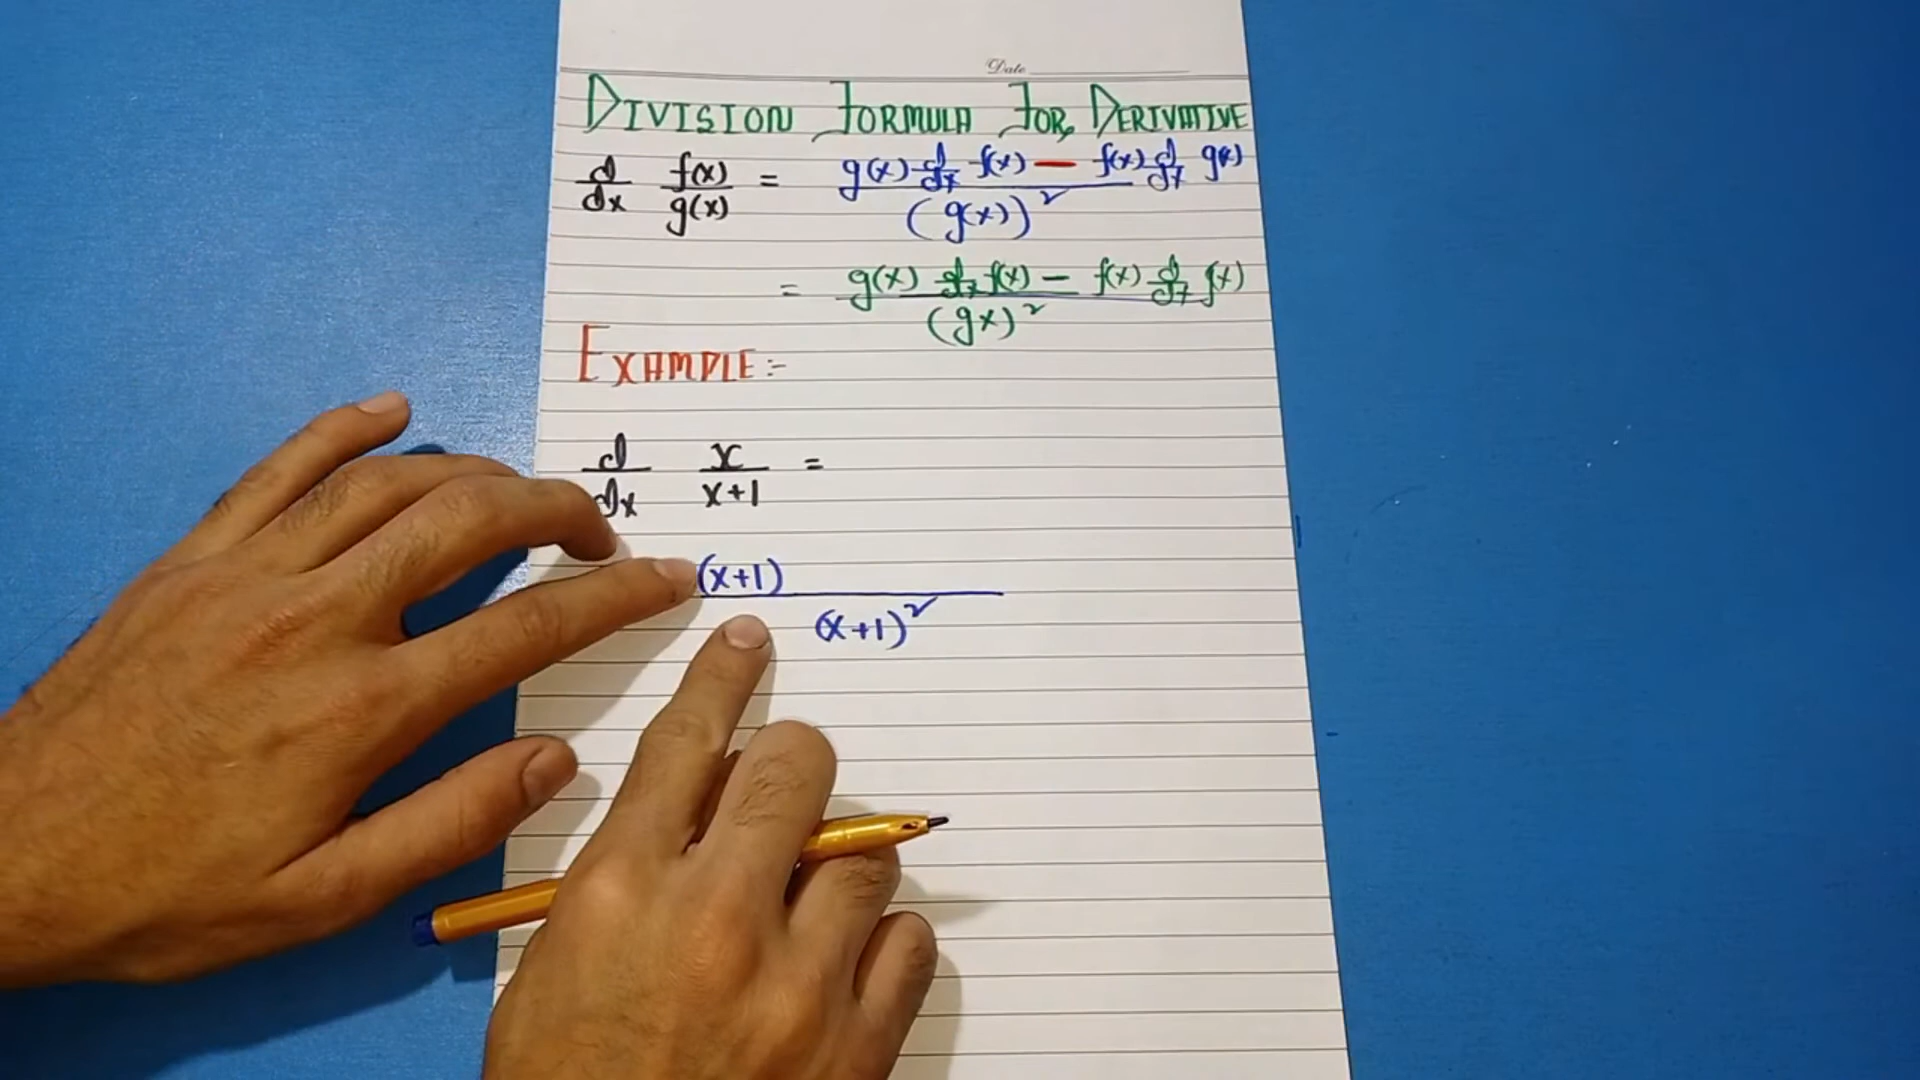 Date
DIVISION FORMULA FOR DERIVATIVE
d/dx f(x)/g(x) = g(x) d/dx f(x) — f(x) d/dx g(x) / (g(x))²
= g(x) d/dx f(x) — f(x) d/dx f(x) / (gx)²
EXAMPLE:-
d/dx x/x+1 =
(x+1) / (x+1)²